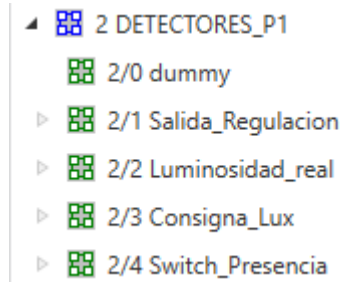 2 DETECTORES_P1
2/0 dummy
2/1 Salida_Regulacion
2/2 Luminosidad_real
2/3 Consigna_Lux
2/4 Switch_Presencia